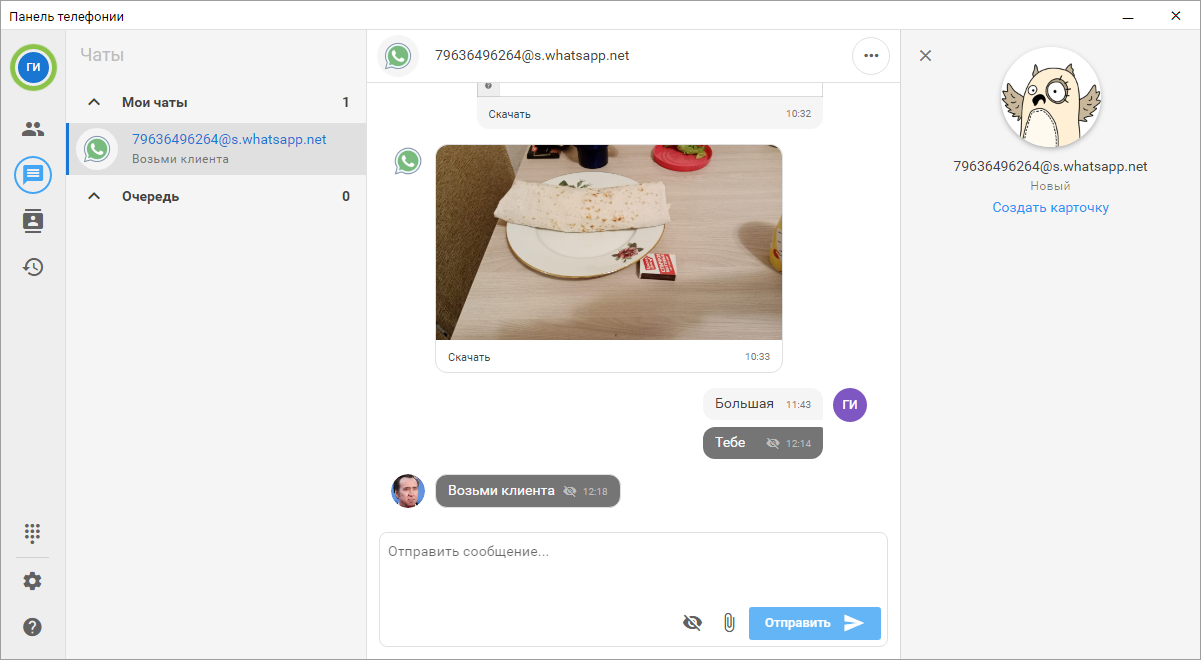 Панель телефонии
ГИ
Чаты
Мои чаты 1
79636496264@s.whatsapp.net
Возьми клиента
Очередь 0
79636496264@s.whatsapp.net
Скачать 10:32
Скачать 10:33
Большая 11:43
ГИ
Тебе 12:14
Возьми клиента 12:18
Отправить сообщение...
Отправить
79636496264@s.whatsapp.net
Новый
Создать карточку